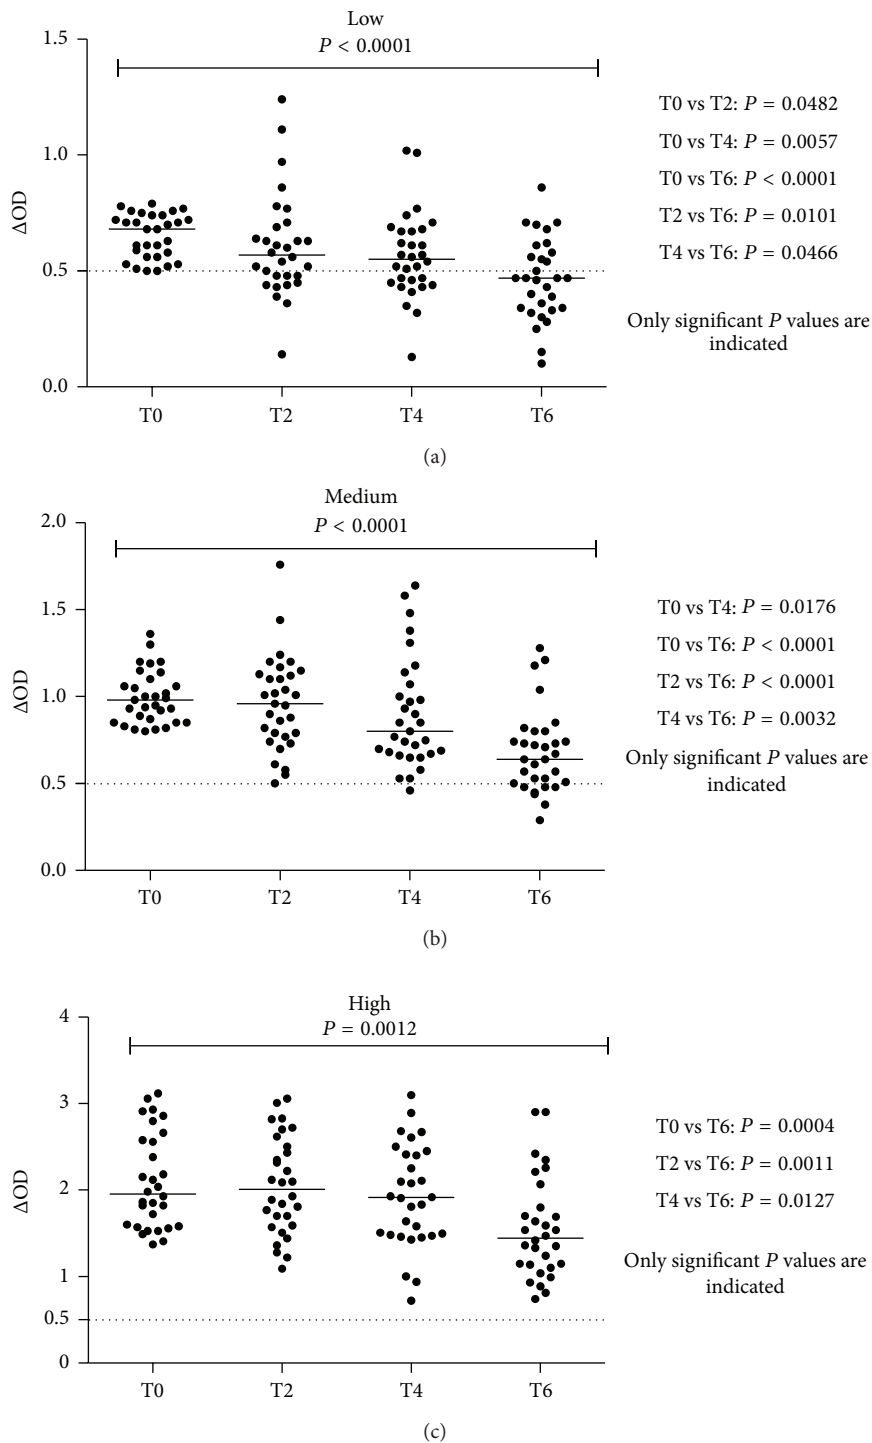 Low
P < 0.0001
1.5
1.0
0.5
0.0
ΔOD
T0 T2 T4 T6
T0 vs T2: P = 0.0482
T0 vs T4: P = 0.0057
T0 vs T6: P < 0.0001
T2 vs T6: P = 0.0101
T4 vs T6: P = 0.0466
Only significant P values are
indicated
(a)
Medium
P < 0.0001
2.0
1.5
1.0
0.5
0.0
ΔOD
T0 T2 T4 T6
T0 vs T4: P = 0.0176
T0 vs T6: P < 0.0001
T2 vs T6: P < 0.0001
T4 vs T6: P = 0.0032
Only significant P values are
indicated
(b)
High
P = 0.0012
4
3
2
1
0.5
0
ΔOD
T0 T2 T4 T6
T0 vs T6: P = 0.0004
T2 vs T6: P = 0.0011
T4 vs T6: P = 0.0127
Only significant P values are
indicated
(c)